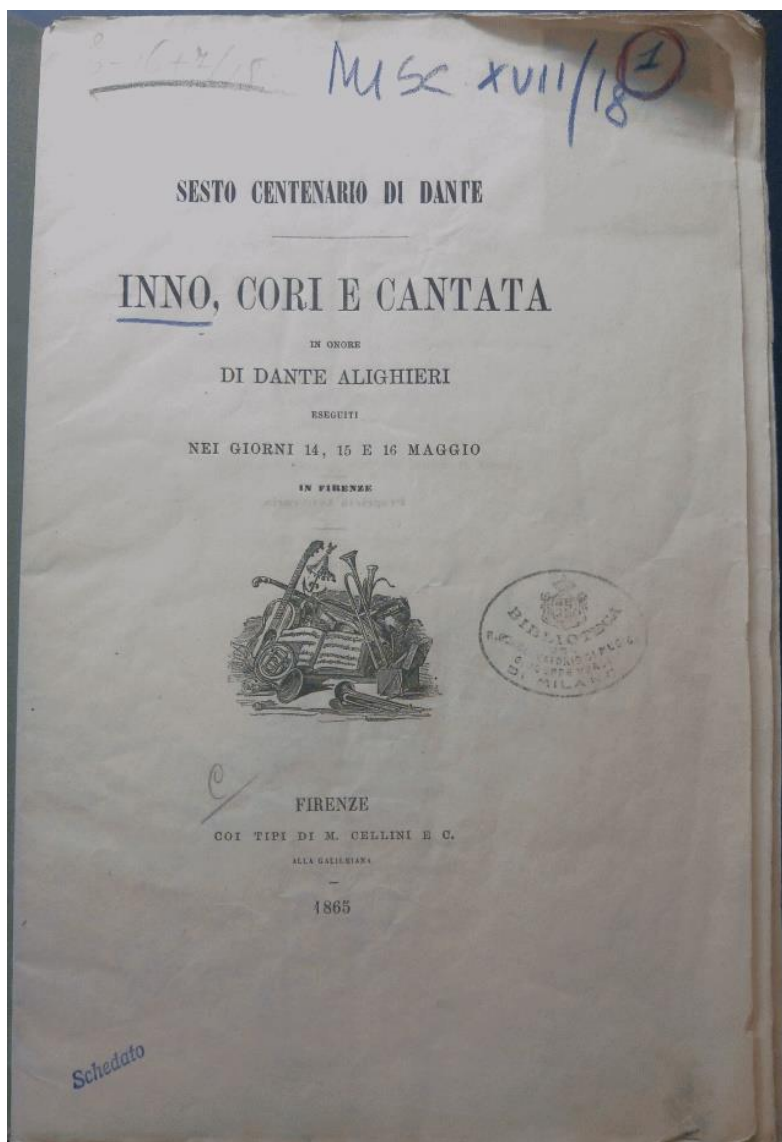 MISC XVII/18 1
SESTO CENTENARIO DI DANTE
INNO, CORI E CANTATA
IN ONORE
DI DANTE ALIGHIERI
ESEGUITI
NEI GIORNI 14, 15 E 16 MAGGIO
IN FIRENZE
BIBLIOTECA
DI MILANO
C
FIRENZE
COI TIPI DI M. CELLINI E C.
ALLA GALILEIANA
1865
Schedato